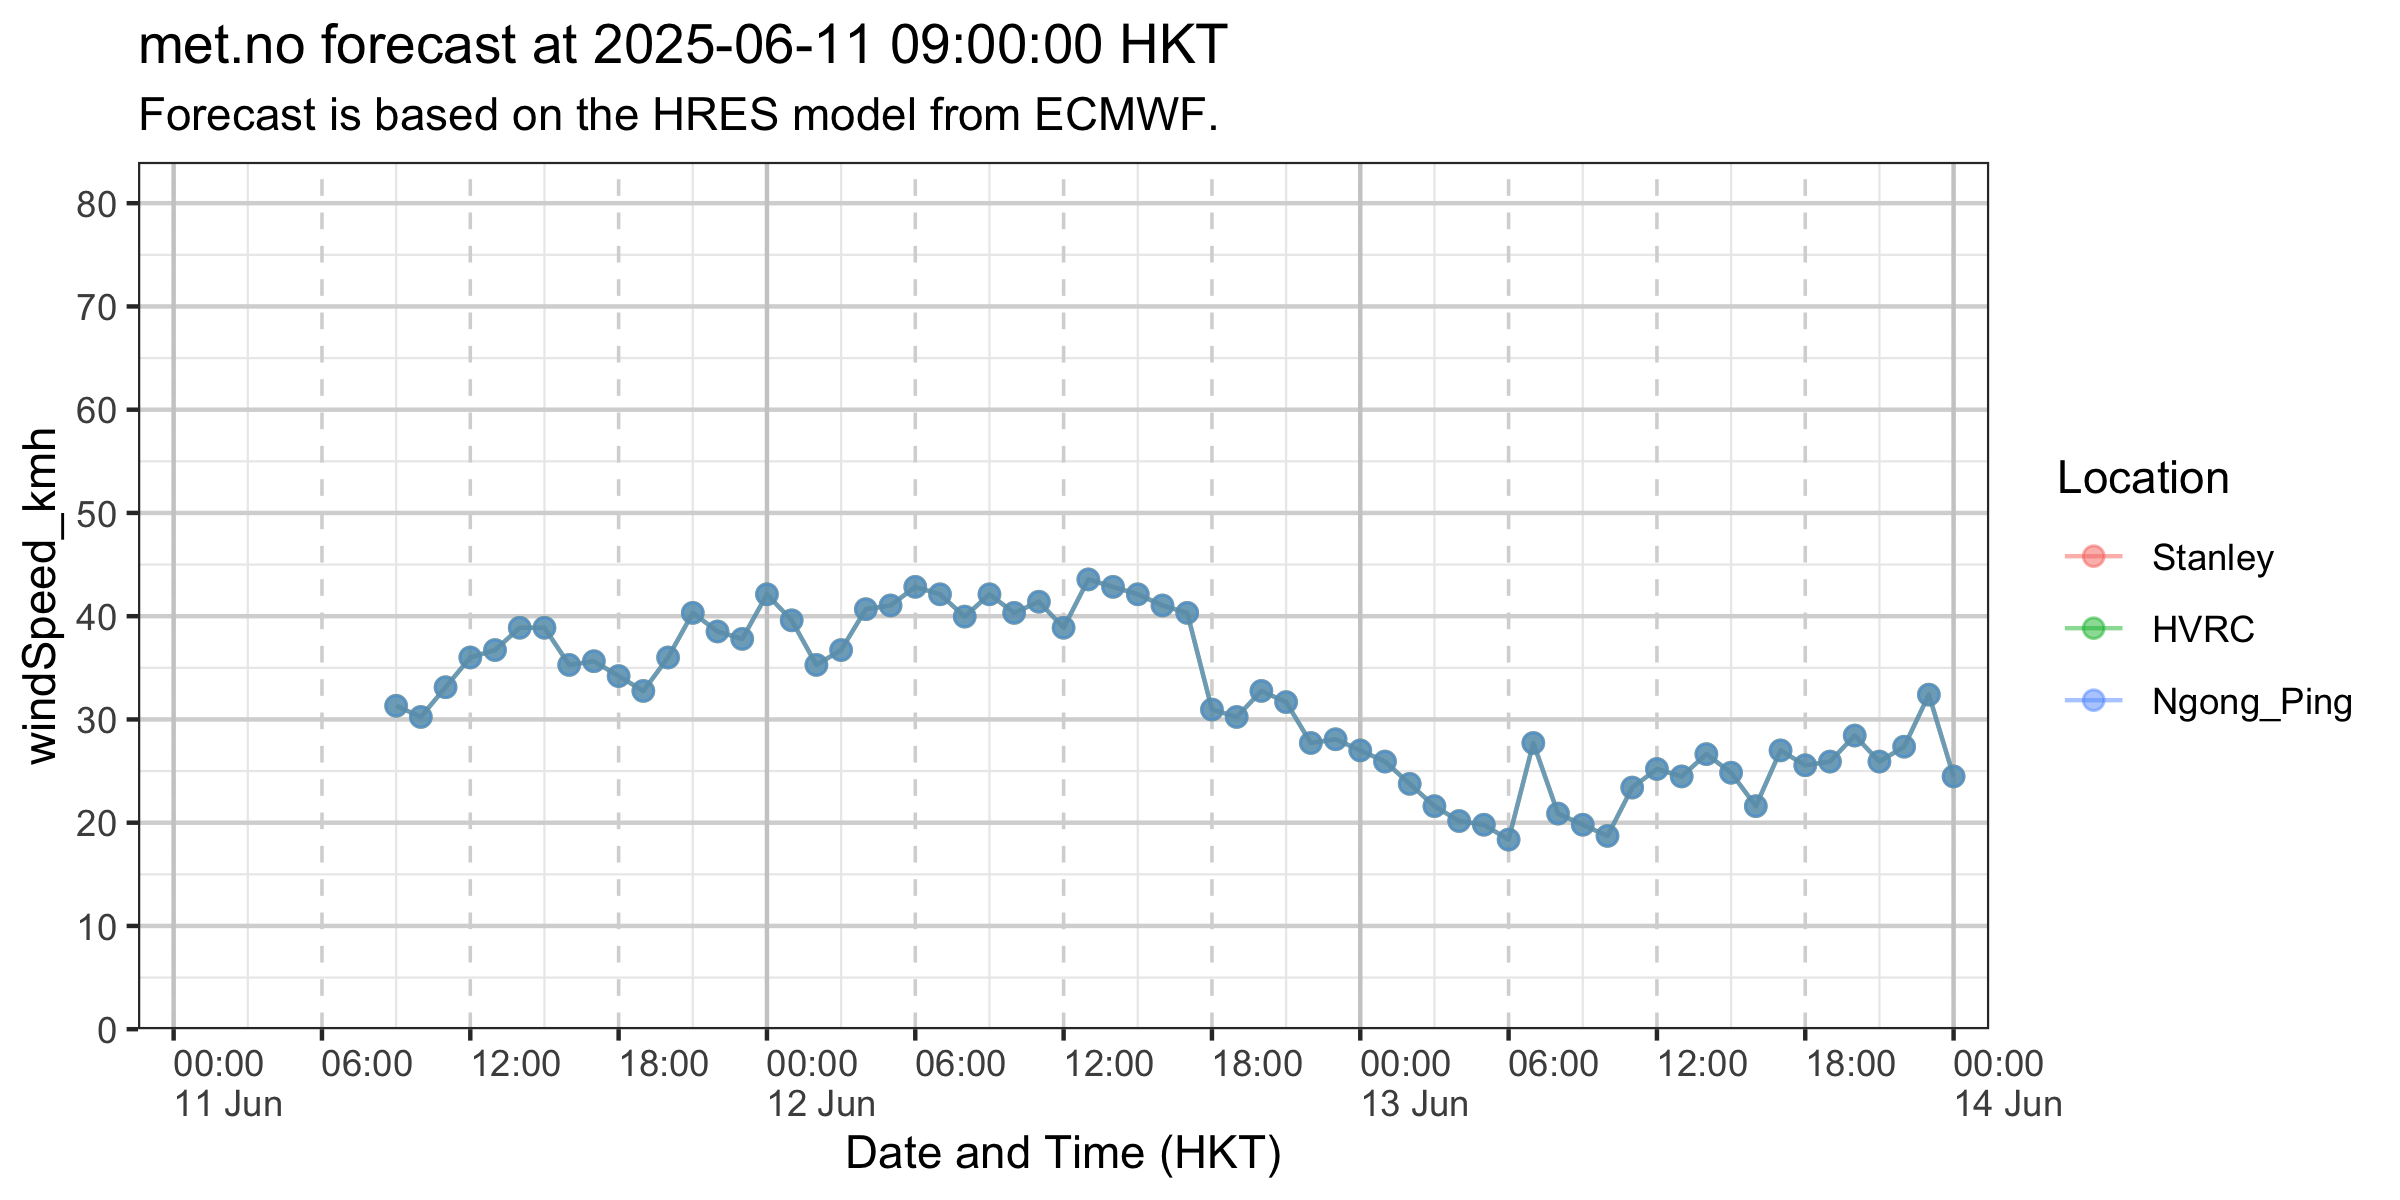 met.no forecast at 2025-06-11 09:00:00 HKT
Forecast is based on the HRES model from ECMWF.
windSpeed_kmh
80
70
60
50
40
30
20
10
0
00:00 06:00 12:00 18:00 00:00 06:00 12:00 18:00 00:00 06:00 12:00 18:00 00:00
11 Jun 12 Jun 13 Jun 14 Jun
Date and Time (HKT)
Location
Stanley
HVRC
Ngong_Ping